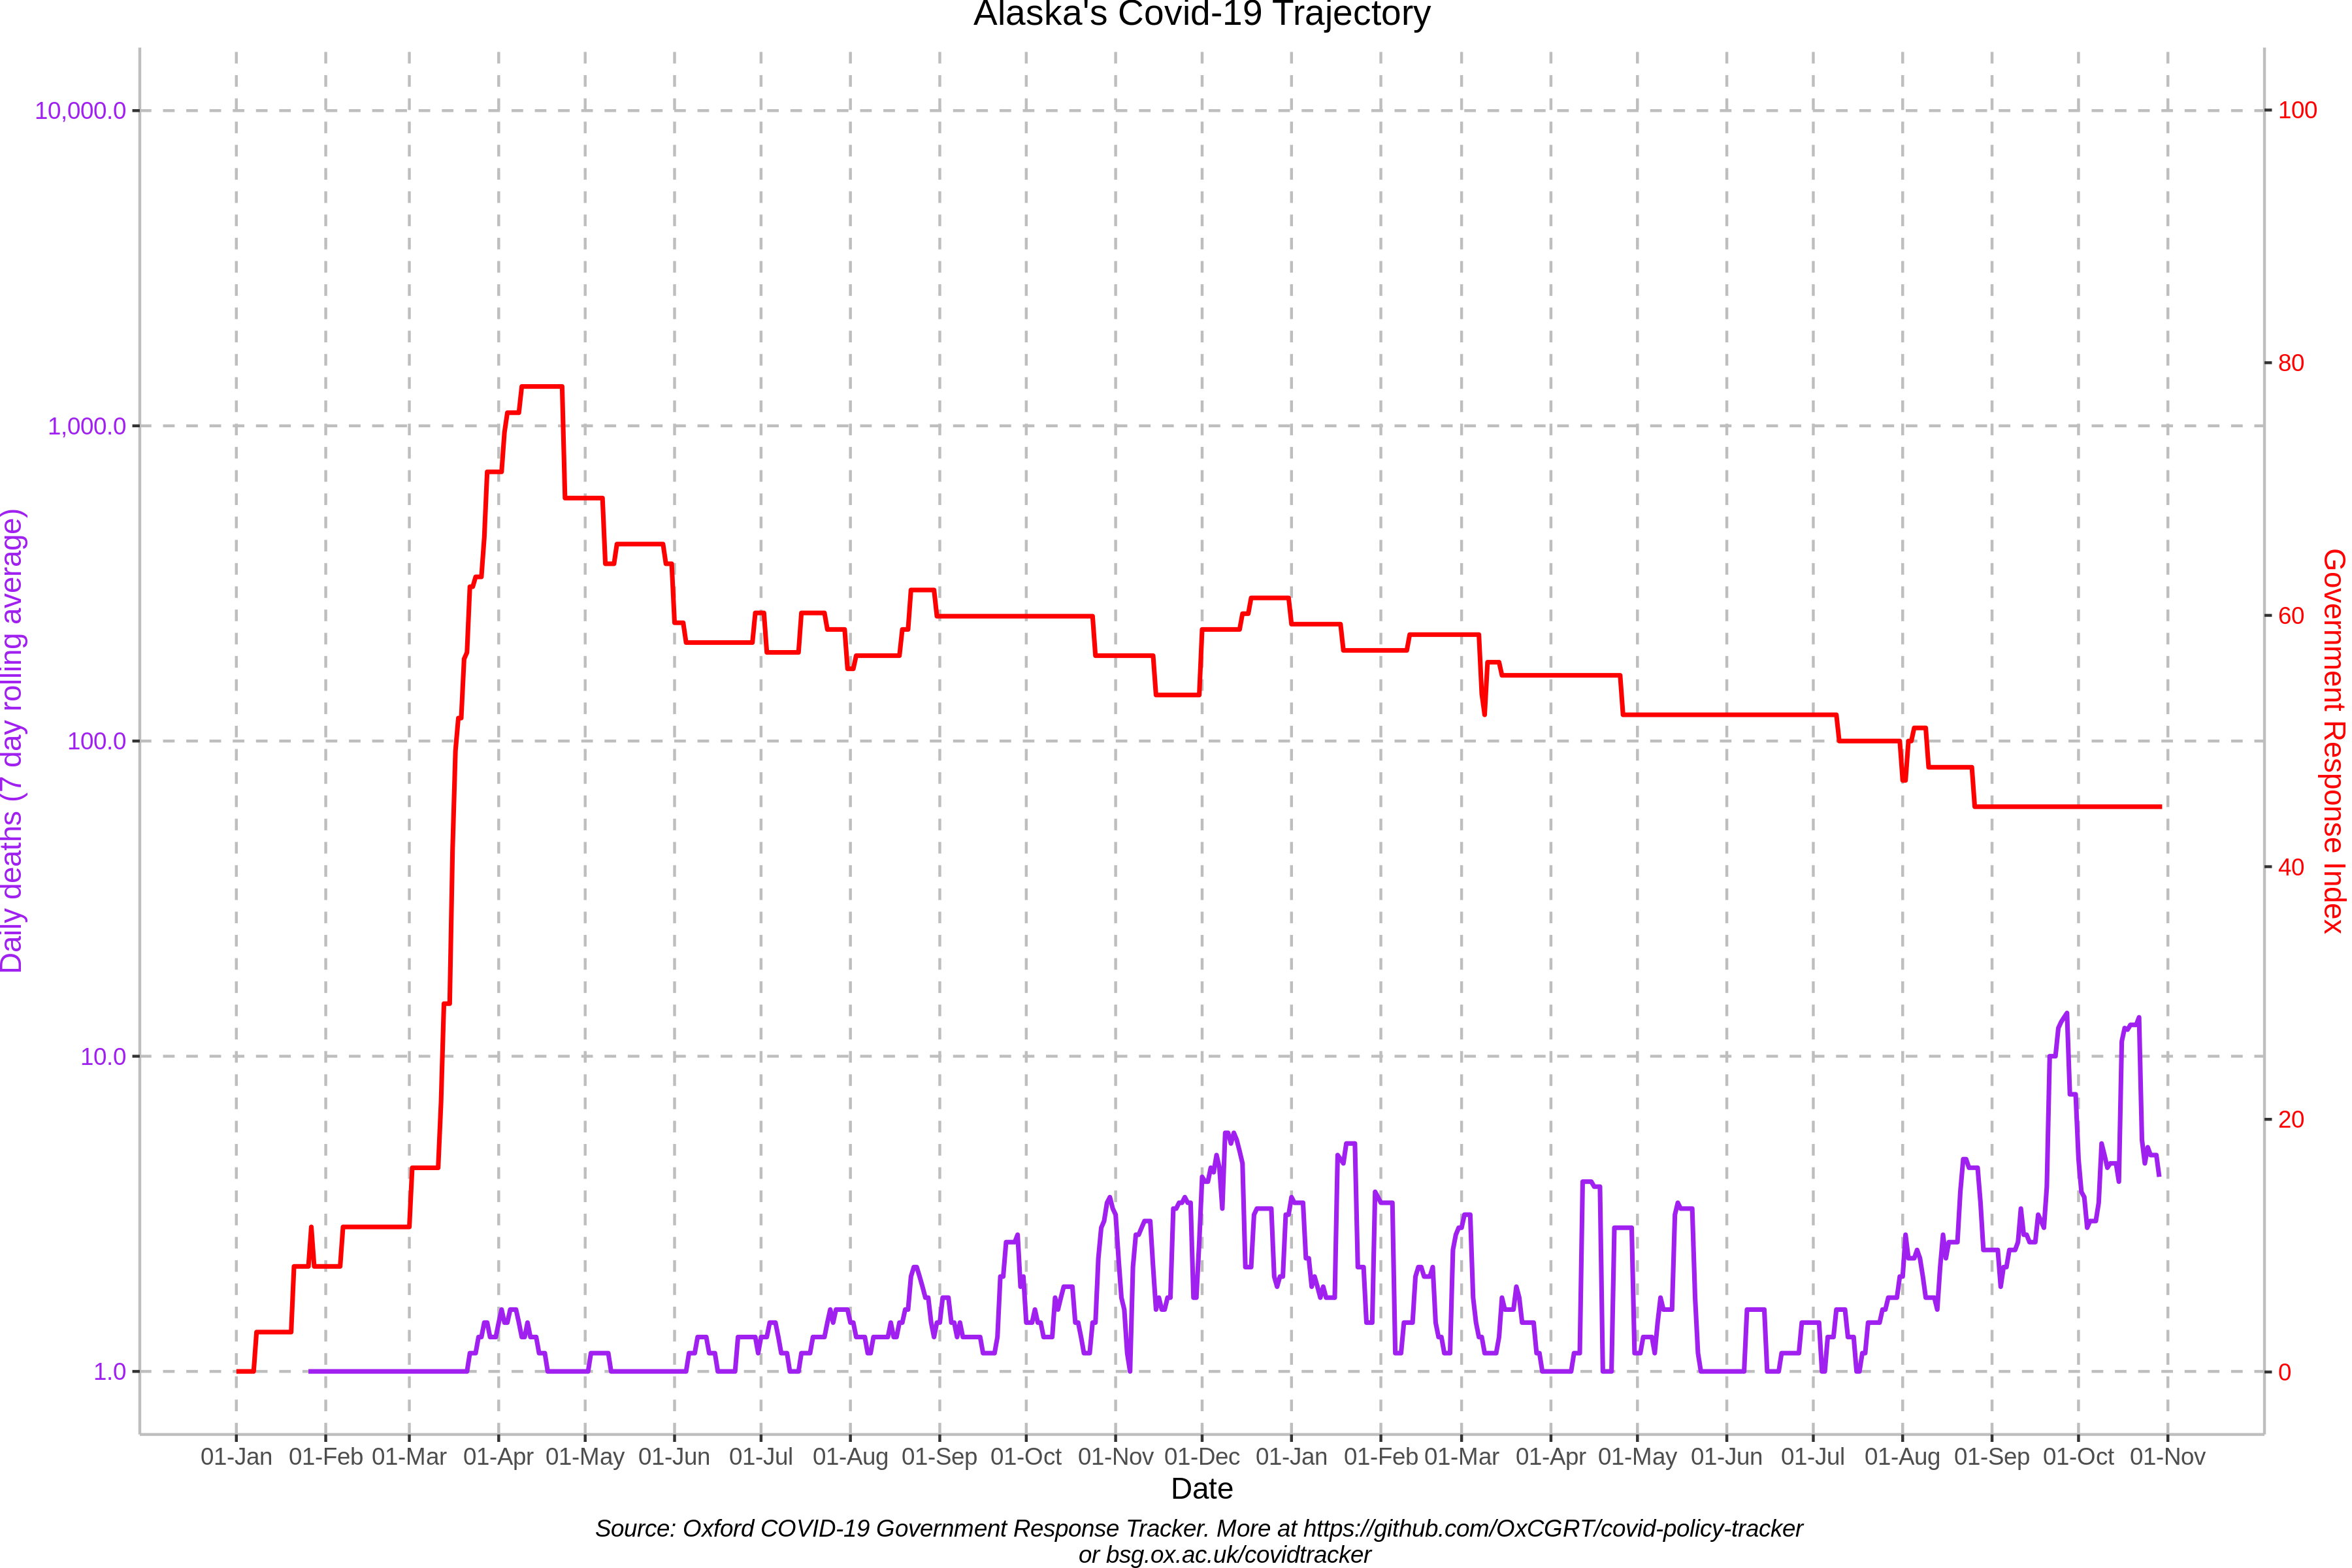 Alaska's Covid-19 Trajectory
10,000.0
1,000.0
100.0
10.0
1.0
Daily deaths (7 day rolling average)
100
80
60
40
20
0
Government Response Index
01-Jan 01-Feb 01-Mar 01-Apr 01-May 01-Jun 01-Jul 01-Aug 01-Sep 01-Oct 01-Nov 01-Dec 01-Jan 01-Feb 01-Mar 01-Apr 01-May 01-Jun 01-Jul 01-Aug 01-Sep 01-Oct 01-Nov
Date
Source: Oxford COVID-19 Government Response Tracker. More at https://github.com/OxCGRT/covid-policy-tracker
or bsg.ox.ac.uk/covidtracker